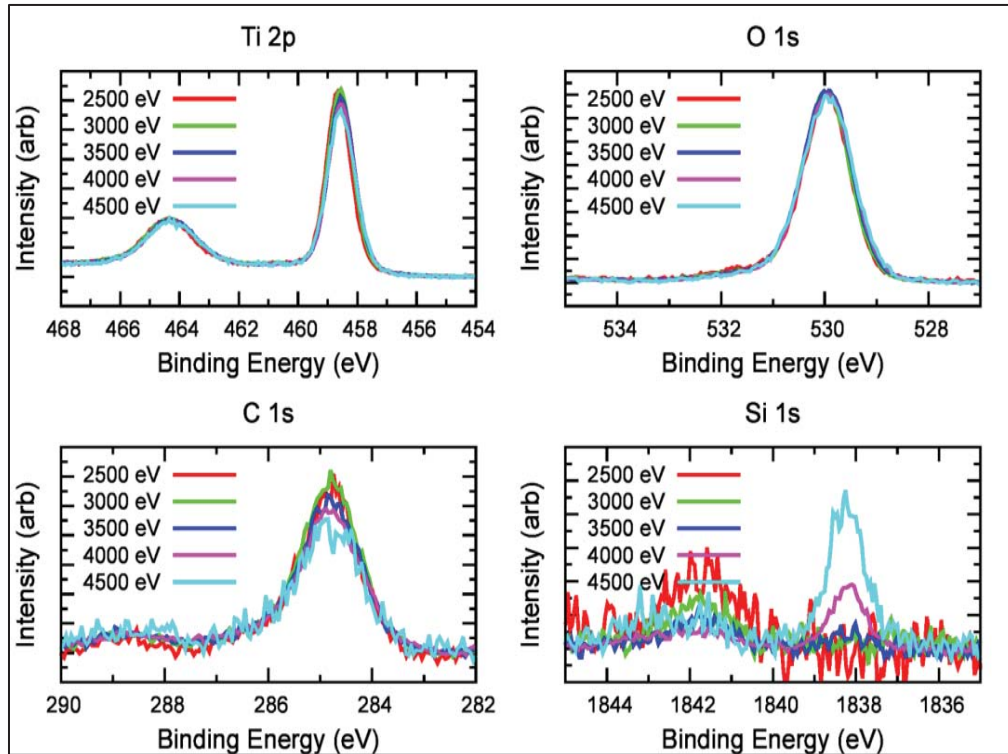 Ti 2p
Intensity (arb)
2500 eV
3000 eV
3500 eV
4000 eV
4500 eV
468 466 464 462 460 458 456 454
Binding Energy (eV)
O 1s
Intensity (arb)
2500 eV
3000 eV
3500 eV
4000 eV
4500 eV
534 532 530 528
Binding Energy (eV)
C 1s
Intensity (arb)
2500 eV
3000 eV
3500 eV
4000 eV
4500 eV
290 288 286 284 282
Binding Energy (eV)
Si 1s
Intensity (arb)
2500 eV
3000 eV
3500 eV
4000 eV
4500 eV
1844 1842 1840 1838 1836
Binding Energy (eV)